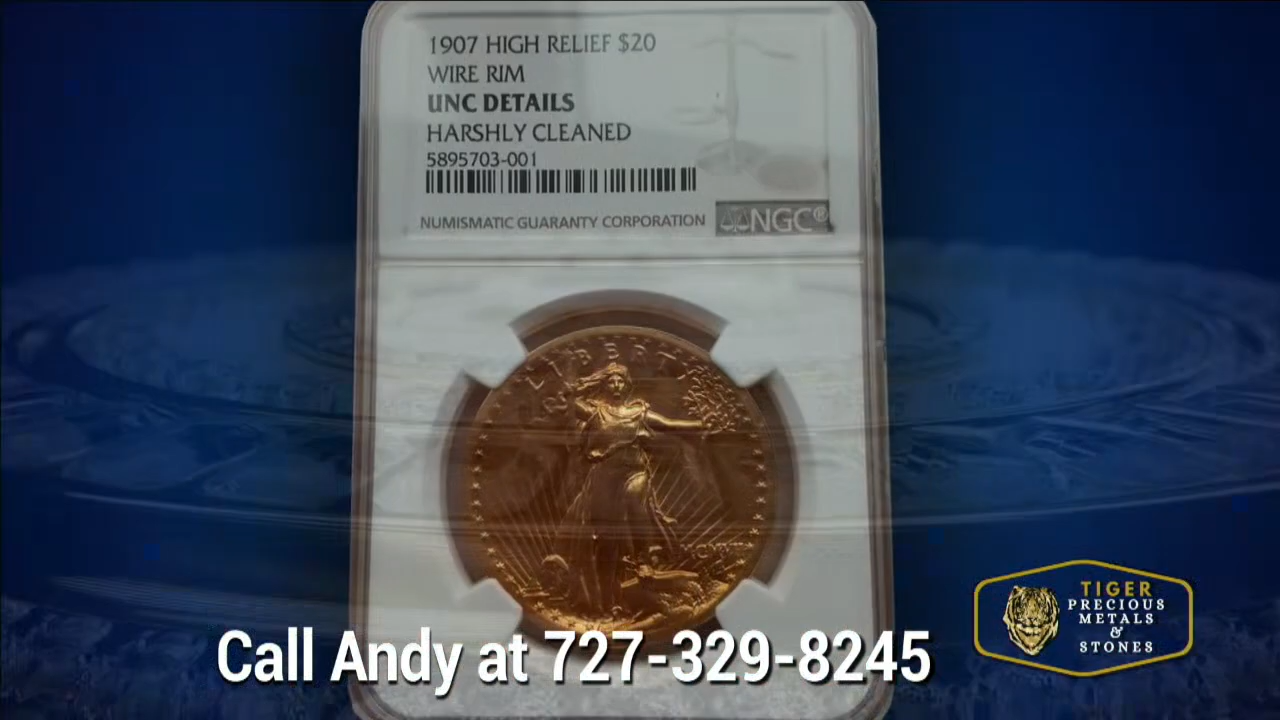 1907 HIGH RELIEF $20
WIRE RIM
UNC DETAILS
HARSHLY CLEANED
5895703-001
NUMISMATIC GUARANTY CORPORATION
NGC®
LIBERTY
MCMVII
Call Andy at 727-329-8245
TIGER
PRECIOUS
METALS
&
STONES